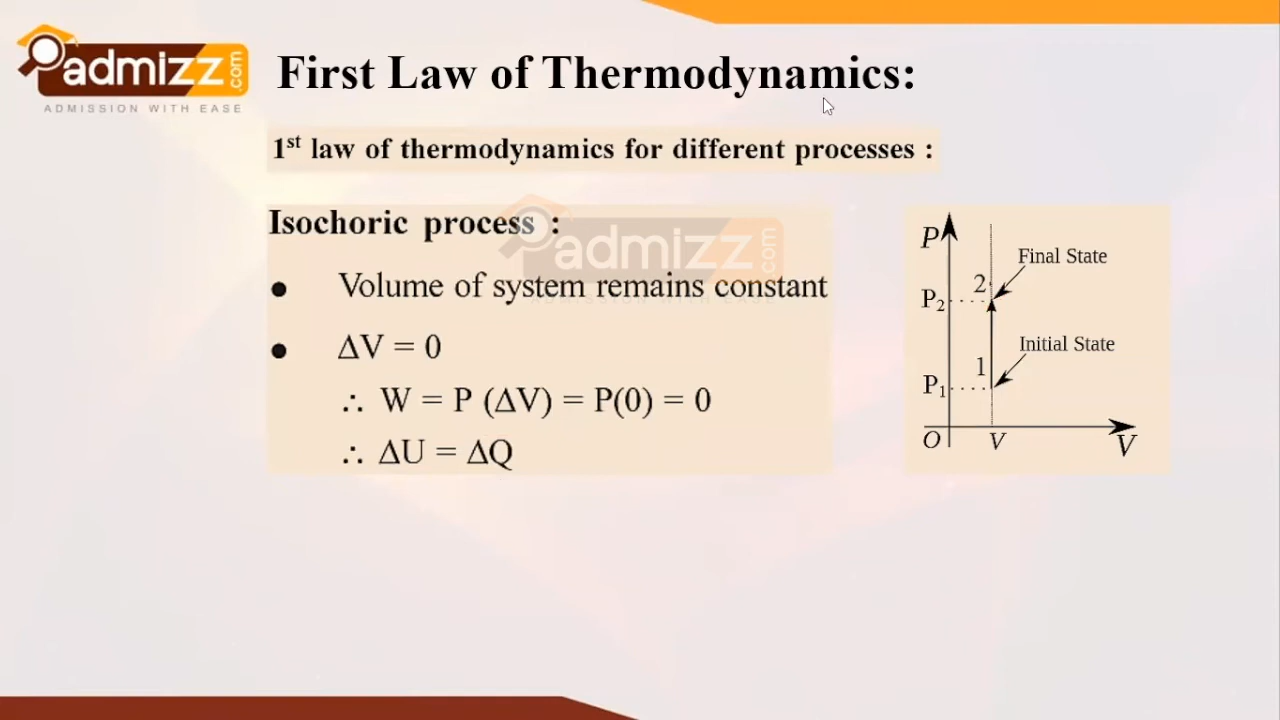 admizz.com
ADMISSION WITH EASE
First Law of Thermodynamics:
1st law of thermodynamics for different processes :
Isochoric process :
admizz.com
• Volume of system remains constant
• ΔV = 0
∴ W = P (ΔV) = P(0) = 0
∴ ΔU = ΔQ
P
Final State
2
P2
Initial State
1
P1
O V V